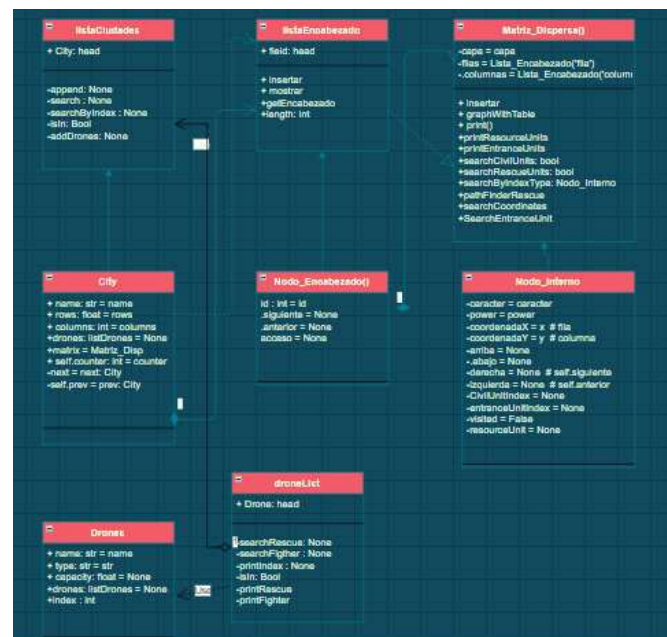 listaCiudades
+ City: head
-append: None
-search : None
-searchByIndex : None
-isIn: Bool
-addDrones: None
listaEncabezado
+ field: head
+ insertar
+ mostrar
+getEncabezado
+length: int
Matriz_Dispersa()
-capa = capa
-filas = Lista_Encabezado("fila")
-.columnas = Lista_Encabezado("column
+ insertar
+ graphWithTable
+ print()
+printResourceUnits
+printEntranceUnits
+searchCivilUnits: bool
+searchRescueUnits: bool
+searchByIndexType: Nodo_Interno
+pathFinderRescue
+searchCoordinates
+SearchEntranceUnit
City
+ name: str = name
+ rows: float = rows
+ columns: int = columns
+drones: listDrones = None
+matrix = Matriz_Disp
+ self.counter: int = counter
-next = next: City
-self.prev = prev: City
Nodo_Encabezado()
id : int = id
.siguiente = None
.anterior = None
acceso = None
Nodo_Interno
-caracter = caracter
-power = power
-coordenadaX = x # fila
-coordenadaY = y # columna
-arriba = None
-.abajo = None
-derecha = None # self.siguiente
-izquierda = None # self.anterior
-CivilUnitIndex = None
-entranceUnitIndex = None
-visited = False
-resourceUnit = None
droneList
+ Drone: head
-searchRescue: None
-searchFigther : None
-printIndex : None
-isIn: Bool
-printRescue
-printFighter
Drones
+ name: str = name
+ type: str = str
+ capacity: float = None
+drones: listDrones = None
+index : int
Use